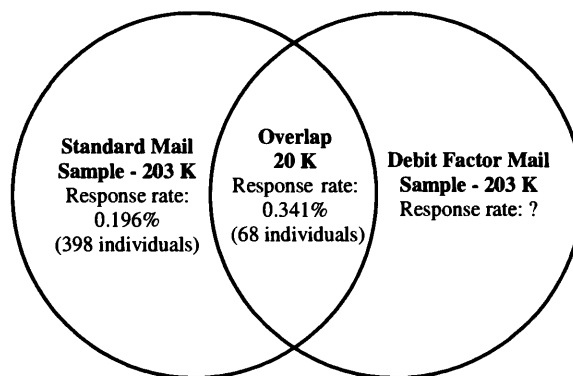 Standard Mail
Sample - 203 K
Response rate:
0.196%
(398 individuals)
Overlap
20 K
Response rate:
0.341%
(68 individuals)
Debit Factor Mail
Sample - 203 K
Response rate: ?